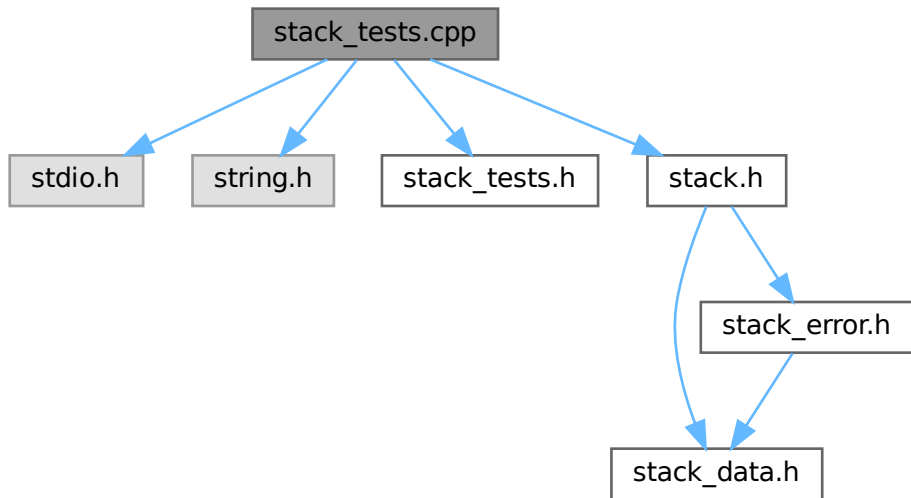 stack_tests.cpp
stdio.h
string.h
stack_tests.h
stack.h
stack_error.h
stack_data.h